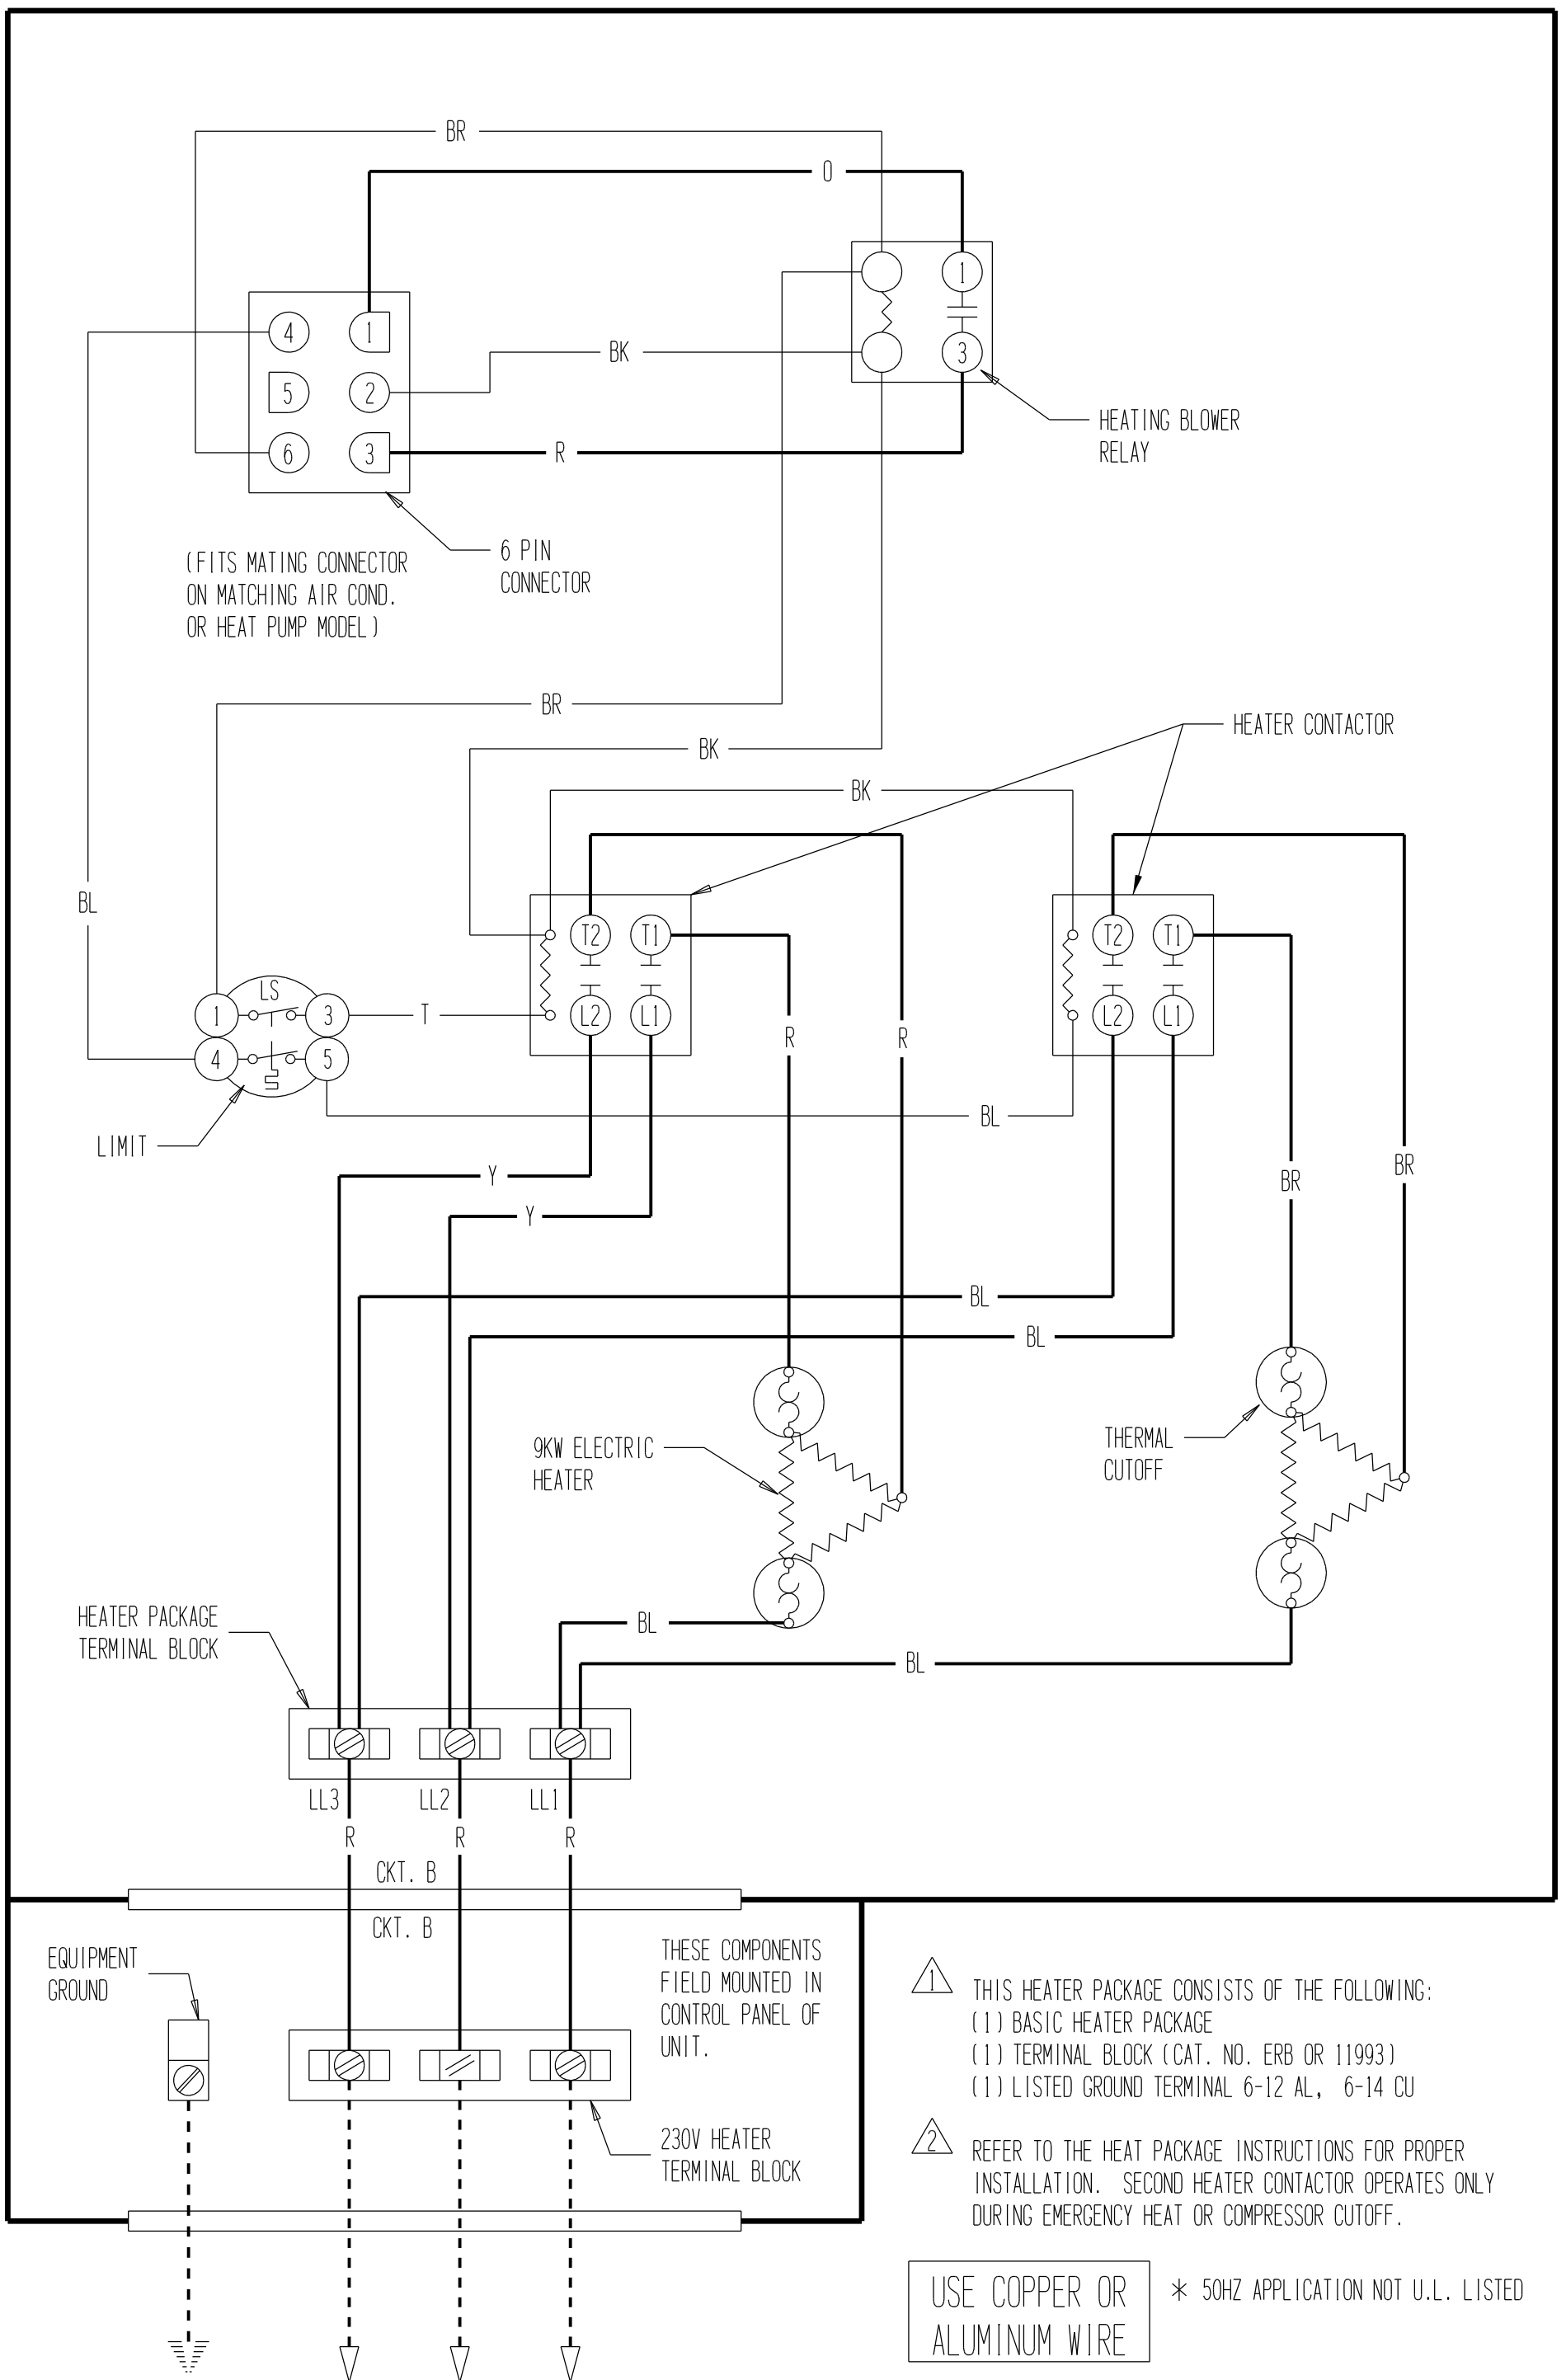 BR
O
1
4
1
BK
3
5
2
HEATING BLOWER
RELAY
6
3
R
6 PIN
CONNECTOR
(FITS MATING CONNECTOR
ON MATCHING AIR COND.
OR HEAT PUMP MODEL)
BR
HEATER CONTACTOR
BK
BK
BL
T2
T1
T2
T1
LS
1
3
T
L2
L1
L2
L1
R
R
4
5
BL
LIMIT
Y
BR
BR
Y
BL
BL
THERMAL
CUTOFF
9KW ELECTRIC
HEATER
HEATER PACKAGE
TERMINAL BLOCK
BL
BL
LL3
LL2
LL1
R
R
R
CKT. B
CKT. B
EQUIPMENT
GROUND
THESE COMPONENTS
FIELD MOUNTED IN
CONTROL PANEL OF
UNIT.
1
THIS HEATER PACKAGE CONSISTS OF THE FOLLOWING:
(1) BASIC HEATER PACKAGE
(1) TERMINAL BLOCK (CAT. NO. ERB OR 11993)
(1) LISTED GROUND TERMINAL 6-12 AL, 6-14 CU
230V HEATER
TERMINAL BLOCK
2
REFER TO THE HEAT PACKAGE INSTRUCTIONS FOR PROPER
INSTALLATION. SECOND HEATER CONTACTOR OPERATES ONLY
DURING EMERGENCY HEAT OR COMPRESSOR CUTOFF.
USE COPPER OR
ALUMINUM WIRE
* 50HZ APPLICATION NOT U.L. LISTED